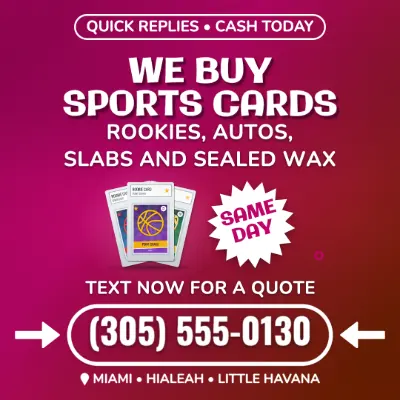 QUICK REPLIES • CASH TODAY
WE BUY
SPORTS CARDS
ROOKIES, AUTOS,
SLABS AND SEALED WAX
SAME
DAY
TEXT NOW FOR A QUOTE
(305) 555-0130
MIAMI • HIALEAH • LITTLE HAVANA